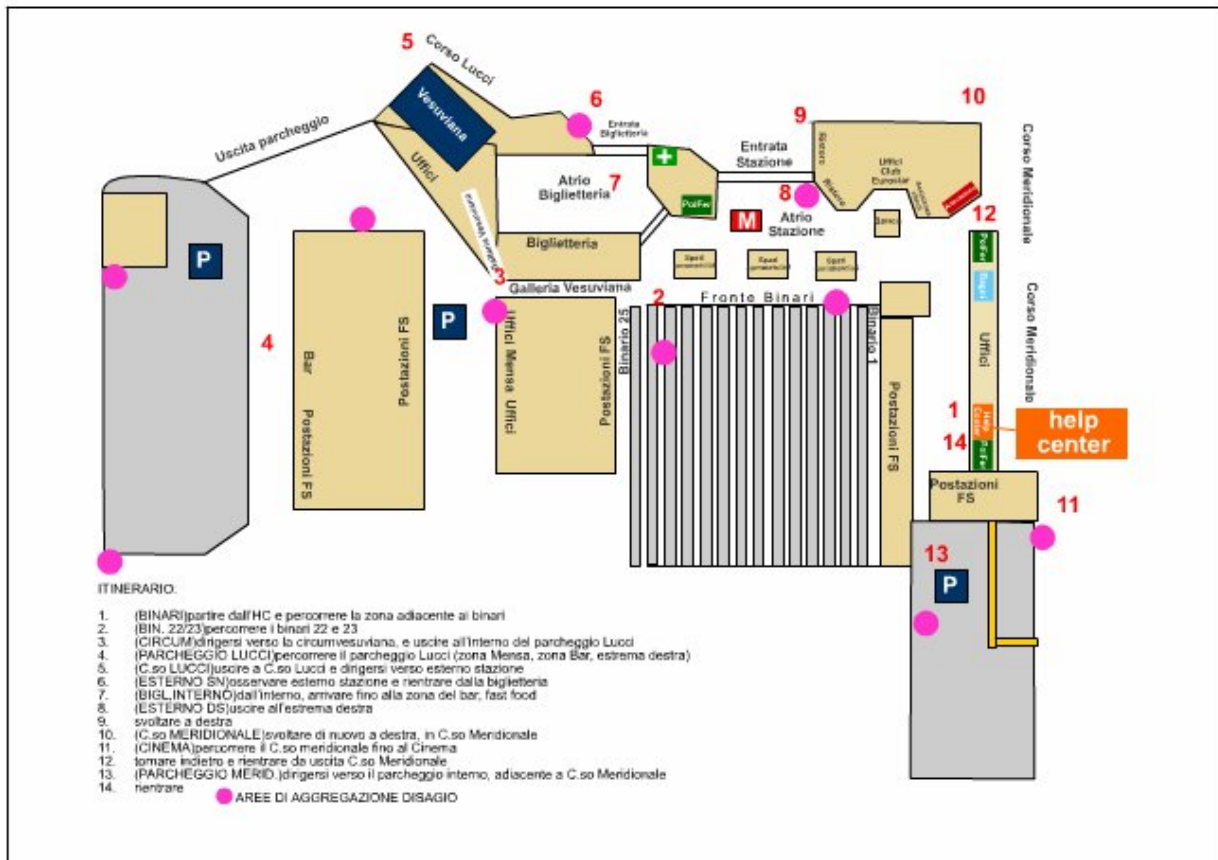 5
Corso Lucci
6
10
Vesuviana
9
Uscita parcheggio
Entrata
Biglietteria
Corso Meridionale
Entrata
Stazione
Ristoro
Uffici
Club
Eurostar
Uffici
Atrio
Biglietteria
7
8
Ristoro
PolFer
M
Atrio
Stazione
12
Galleria Vesuviana
Biglietteria
PolFer
P
3
Galleria Vesuviana
2
Fronte Binari
Corso Meridionale
4
P
Bar
Postazioni FS
Postazioni FS
Uffici Mensa Uffici
Postazioni FS
Binario 25
Binario 1
Postazioni FS
Uffici
1
Help
Center
help
center
14
PolFer
Postazioni
FS
11
13
P
ITINERARIO:
1. (BINARI)partire dall'HC e percorrere la zona adiacente ai binari
2. (BIN. 22/23)percorrere i binari 22 e 23
3. (CIRCUM)dirigersi verso la circumvesuviana, e uscire all'interno del parcheggio Lucci
4. (PARCHEGGIO LUCCI)percorrere il parcheggio Lucci (zona Mensa, zona Bar, estrema destra)
5. (C.so LUCCI)uscire a C.so Lucci e dirigersi verso esterno stazione
6. (ESTERNO SN)osservare esterno stazione e rientrare dalla biglietteria
7. (BIGL.INTERNO)dall'interno, arrivare fino alla zona del bar, fast food
8. (ESTERNO DS)uscire all'estrema destra
9. svoltare a destra
10. (C.so MERIDIONALE)svoltare di nuovo a destra, in C.so Meridionale
11. (CINEMA)percorrere il C.so meridionale fino al Cinema
12. tornare indietro e rientrare da uscita C.so Meridionale
13. (PARCHEGGIO MERID.)dirigersi verso il parcheggio interno, adiacente a C.so Meridionale
14. rientrare
AREE DI AGGREGAZIONE DISAGIO